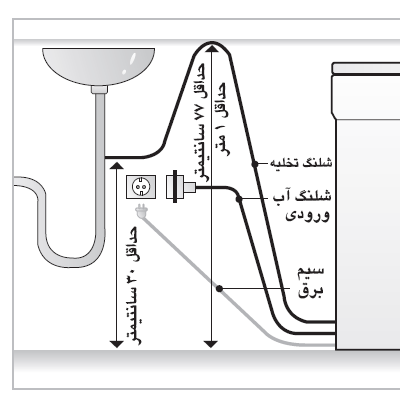 حداقل ۷۷ سانتیمتر
حداقل ۱ متر
شلنگ تخلیه
شلنگ آب
ورودی
سیم
برق
حداقل ۳۰ سانتیمتر